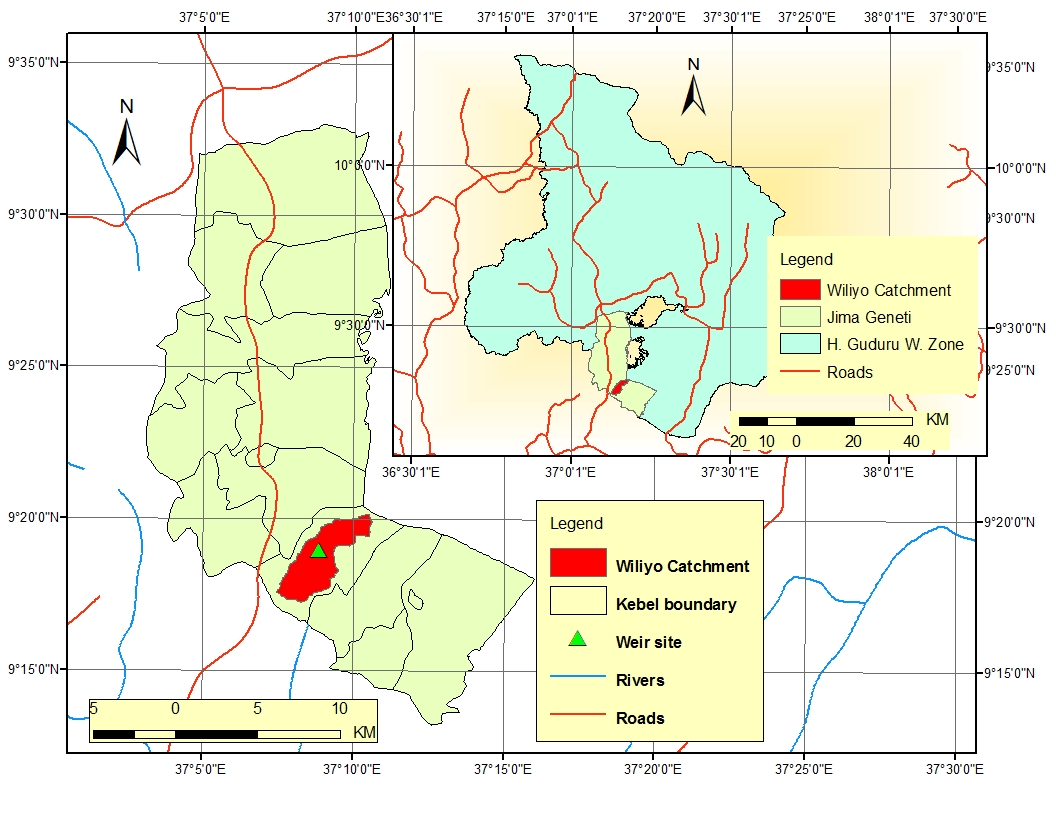 37°5'0"E 37°10'0"E 36°30'1"E 37°15'0"E 37°0'1"E 37°20'0"E 37°30'1"E 37°25'0"E 38°0'1"E 37°30'0"E
9°35'0"N
9°35'0"N
N
N
10°30'0"N
10°0'0"N
9°30'0"N
9°30'0"N
Legend
Wiliyo Catchment
Jima Geneti
H. Guduru W. Zone
Roads
9°30'0"N
9°30'0"N
9°25'0"N
9°25'0"N
KM
20 10 0 20 40
36°30'1"E 37°0'1"E 37°30'1"E 38°0'1"E
9°20'0"N
9°20'0"N
Legend
Wiliyo Catchment
Kebel boundary
Weir site
Rivers
Roads
9°15'0"N
9°15'0"N
5 0 5 10
KM
37°5'0"E 37°10'0"E 37°15'0"E 37°20'0"E 37°25'0"E 37°30'0"E